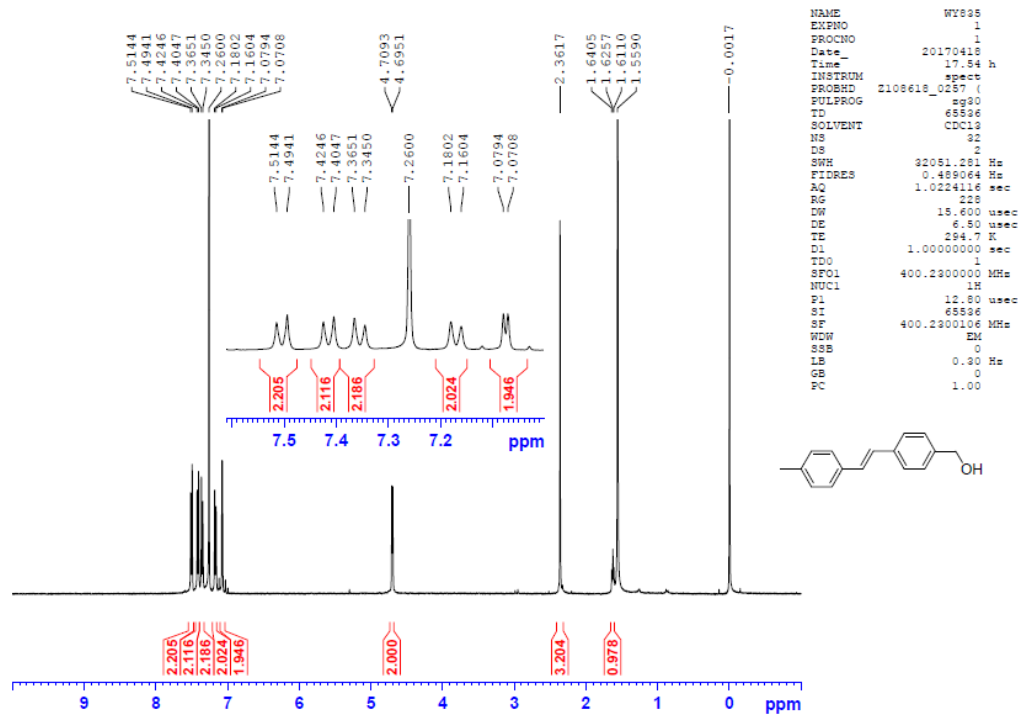 7.5144
7.4941
7.4246
7.4047
7.3651
7.3450
7.2600
7.1802
7.1604
7.0794
7.0708
4.7093
4.6951
2.3617
1.6405
1.6257
1.6110
1.5590
-0.0017
7.5144
7.4941
7.4246
7.4047
7.3651
7.3450
7.2600
7.1802
7.1604
7.0794
7.0708
2.205
2.116
2.186
2.024
1.946
7.5 7.4 7.3 7.2 ppm
2.205
2.116
2.186
2.024
1.946
2.000
3.204
0.978
9 8 7 6 5 4 3 2 1 0 ppm
NAME WY835
EXPNO 1
PROCNO 1
Date_ 20170418
Time 17.54 h
INSTRUM spect
PROBHD Z108618_0257 (
PULPROG zg30
TD 65536
SOLVENT CDCl3
NS 32
DS 2
SWH 32051.281 Hz
FIDRES 0.489064 Hz
AQ 1.0224116 sec
RG 228
DW 15.600 usec
DE 6.50 usec
TE 294.7 K
D1 1.00000000 sec
TD0 1
SFO1 400.2300000 MHz
NUC1 1H
P1 12.80 usec
SI 65536
SF 400.2300106 MHz
WDW EM
SSB 0
LB 0.30 Hz
GB 0
PC 1.00
OH